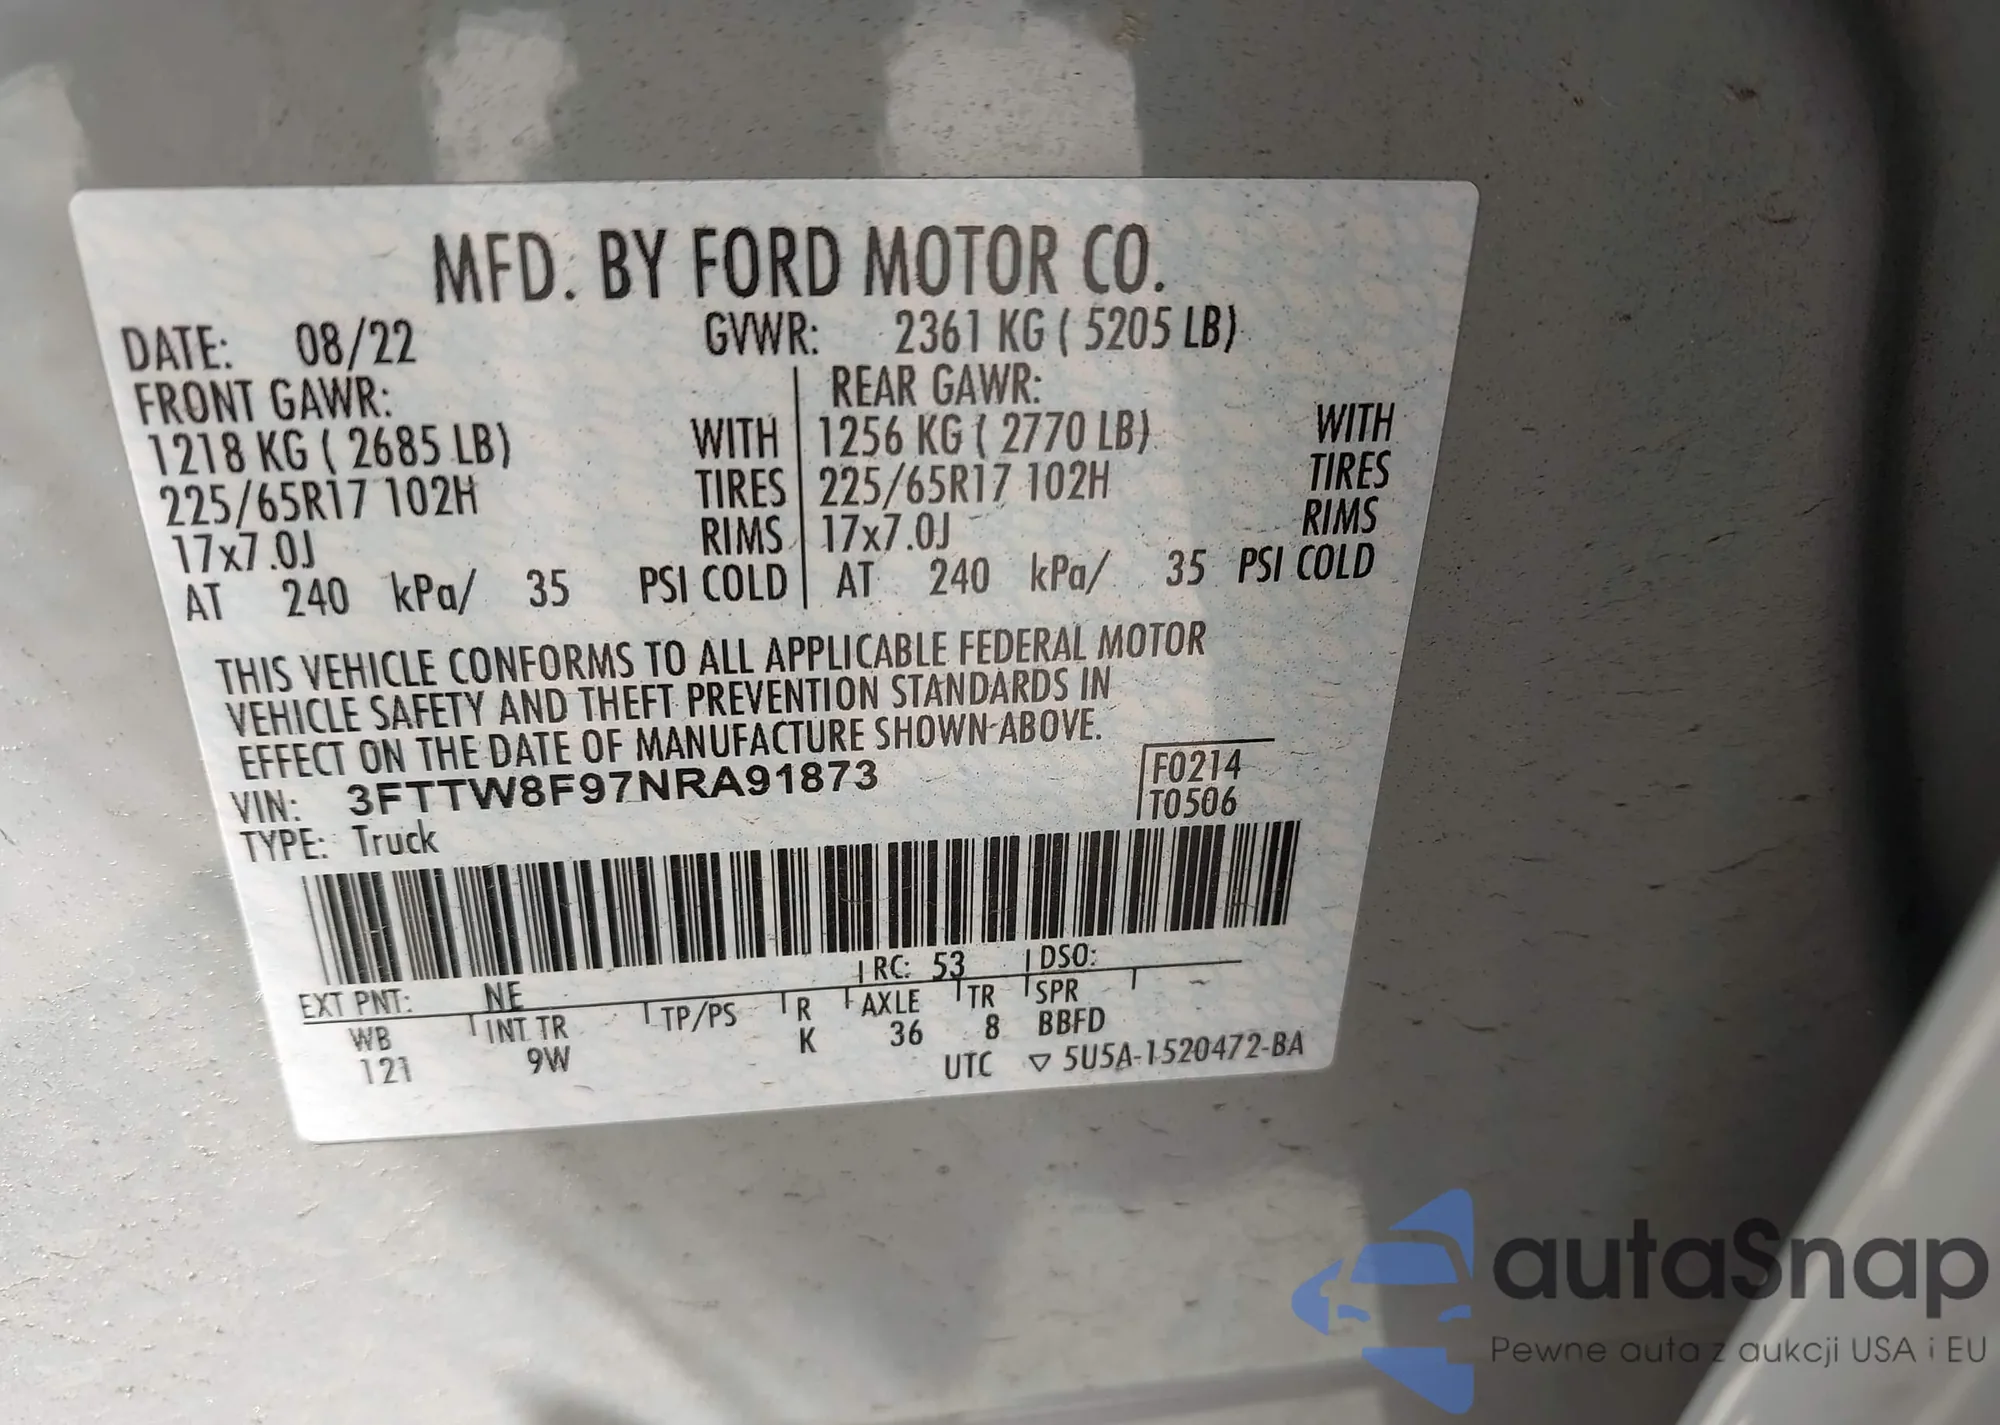 MFD. BY FORD MOTOR CO.
DATE: 08/22 GVWR: 2361 KG ( 5205 LB)
FRONT GAWR: REAR GAWR:
1218 KG ( 2685 LB) WITH 1256 KG ( 2770 LB) WITH
225/65R17 102H TIRES 225/65R17 102H TIRES
17x7.0J RIMS 17x7.0J RIMS
AT 240 kPa/ 35 PSI COLD AT 240 kPa/ 35 PSI COLD
THIS VEHICLE CONFORMS TO ALL APPLICABLE FEDERAL MOTOR
VEHICLE SAFETY AND THEFT PREVENTION STANDARDS IN
EFFECT ON THE DATE OF MANUFACTURE SHOWN ABOVE.
VIN: 3FTTW8F97NRA91873 F0214
TYPE: Truck T0506
EXT PNT: NE RC: 53 DSO:
WB INT TR TP/PS R AXLE TR SPR
121 9W K 36 8 BBFD
UTC ▽ 5U5A-1520472-BA
autaSnap
Pewne auta z aukcji USA i EU